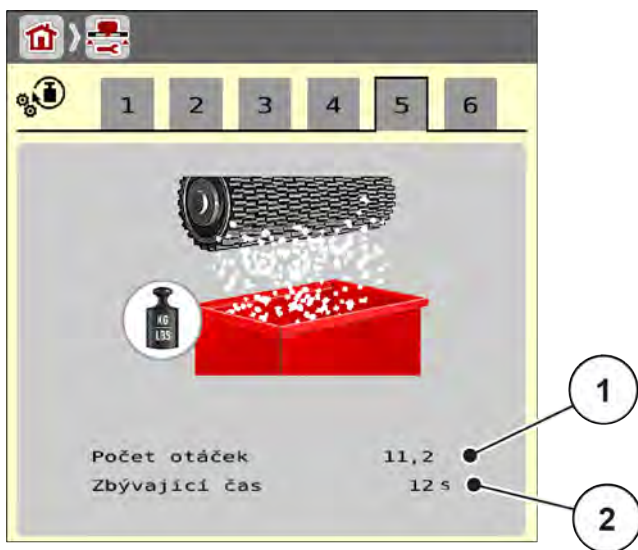 1 2 3 4 5 6
KG
LBS
Počet otáček 11,2
Zbývající čas 12 s
1
2